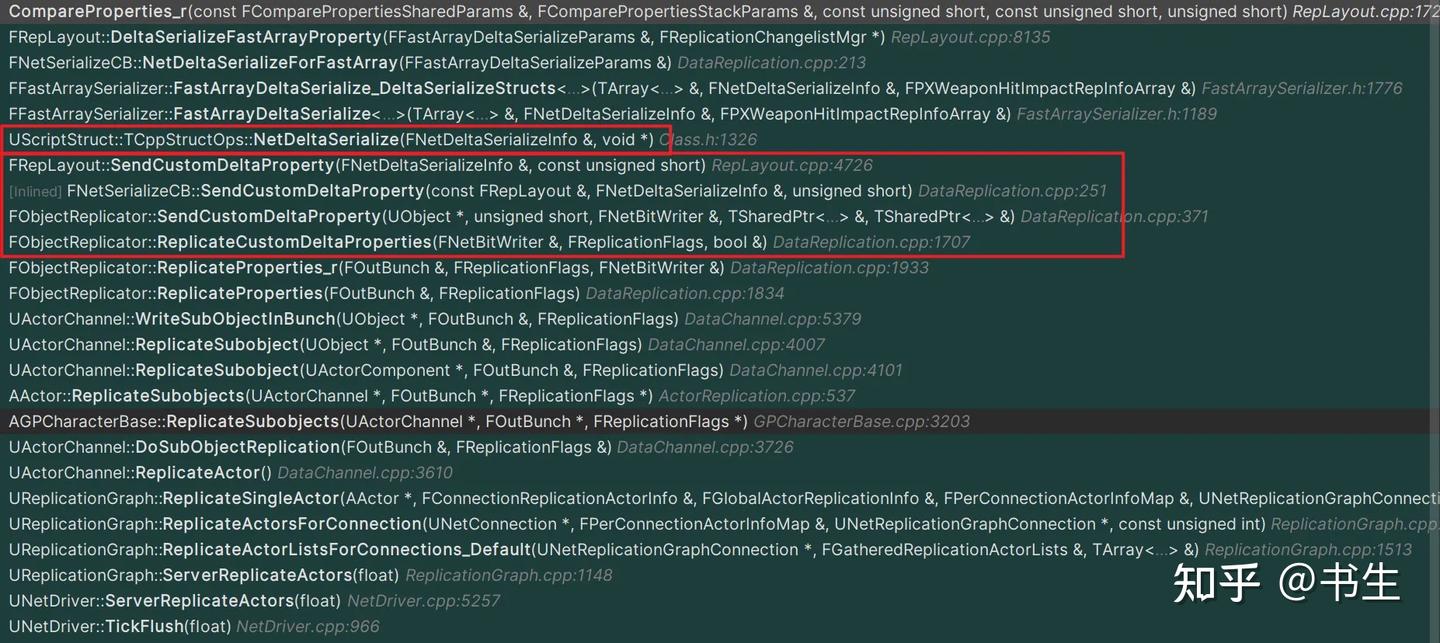 CompareProperties_r(const FComparePropertiesSharedParams &, FComparePropertiesStackParams &, const unsigned short, const unsigned short, unsigned short) RepLayout.cpp:172
FRepLayout::DeltaSerializeFastArrayProperty(FFastArrayDeltaSerializeParams &, FReplicationChangelistMgr *) RepLayout.cpp:8135
FNetSerializeCB::NetDeltaSerializeForFastArray(FFastArrayDeltaSerializeParams &) DataReplication.cpp:213
FFastArraySerializer::FastArrayDeltaSerialize_DeltaSerializeStructs<...>(TArray<...> &, FNetDeltaSerializeInfo &, FPXWeaponHitImpactRepInfoArray &) FastArraySerializer.h:1776
FFastArraySerializer::FastArrayDeltaSerialize<...>(TArray<...> &, FNetDeltaSerializeInfo &, FPXWeaponHitImpactRepInfoArray &) FastArraySerializer.h:1189
UScriptStruct::TCppStructOps::NetDeltaSerialize(FNetDeltaSerializeInfo &, void *) Class.h:1326
FRepLayout::SendCustomDeltaProperty(FNetDeltaSerializeInfo &, const unsigned short) RepLayout.cpp:4726
[Inlined] FNetSerializeCB::SendCustomDeltaProperty(const FRepLayout &, FNetDeltaSerializeInfo &, unsigned short) DataReplication.cpp:251
FObjectReplicator::SendCustomDeltaProperty(UObject *, unsigned short, FNetBitWriter &, TSharedPtr<...> &, TSharedPtr<...> &) DataReplication.cpp:371
FObjectReplicator::ReplicateCustomDeltaProperties(FNetBitWriter &, FReplicationFlags, bool &) DataReplication.cpp:1707
FObjectReplicator::ReplicateProperties_r(FOutBunch &, FReplicationFlags, FNetBitWriter &) DataReplication.cpp:1933
FObjectReplicator::ReplicateProperties(FOutBunch &, FReplicationFlags) DataReplication.cpp:1834
UActorChannel::WriteSubObjectInBunch(UObject *, FOutBunch &, FReplicationFlags) DataChannel.cpp:5379
UActorChannel::ReplicateSubobject(UObject *, FOutBunch &, FReplicationFlags) DataChannel.cpp:4007
UActorChannel::ReplicateSubobject(UActorComponent *, FOutBunch &, FReplicationFlags) DataChannel.cpp:4101
AActor::ReplicateSubobjects(UActorChannel *, FOutBunch *, FReplicationFlags *) ActorReplication.cpp:537
AGPCharacterBase::ReplicateSubobjects(UActorChannel *, FOutBunch *, FReplicationFlags *) GPCharacterBase.cpp:3203
UActorChannel::DoSubObjectReplication(FOutBunch &, FReplicationFlags &) DataChannel.cpp:3726
UActorChannel::ReplicateActor() DataChannel.cpp:3610
UReplicationGraph::ReplicateSingleActor(AActor *, FConnectionReplicationActorInfo &, FGlobalActorReplicationInfo &, FPerConnectionActorInfoMap &, UNetReplicationGraphConnecti
UReplicationGraph::ReplicateActorsForConnection(UNetConnection *, FPerConnectionActorInfoMap &, UNetReplicationGraphConnection *, const unsigned int) ReplicationGraph.cpp:
UReplicationGraph::ReplicateActorListsForConnections_Default(UNetReplicationGraphConnection *, FGatheredReplicationActorLists &, TArray<...> &) ReplicationGraph.cpp:1513
UReplicationGraph::ServerReplicateActors(float) ReplicationGraph.cpp:1148
UNetDriver::ServerReplicateActors(float) NetDriver.cpp:5257
UNetDriver::TickFlush(float) NetDriver.cpp:966
知乎 @书生